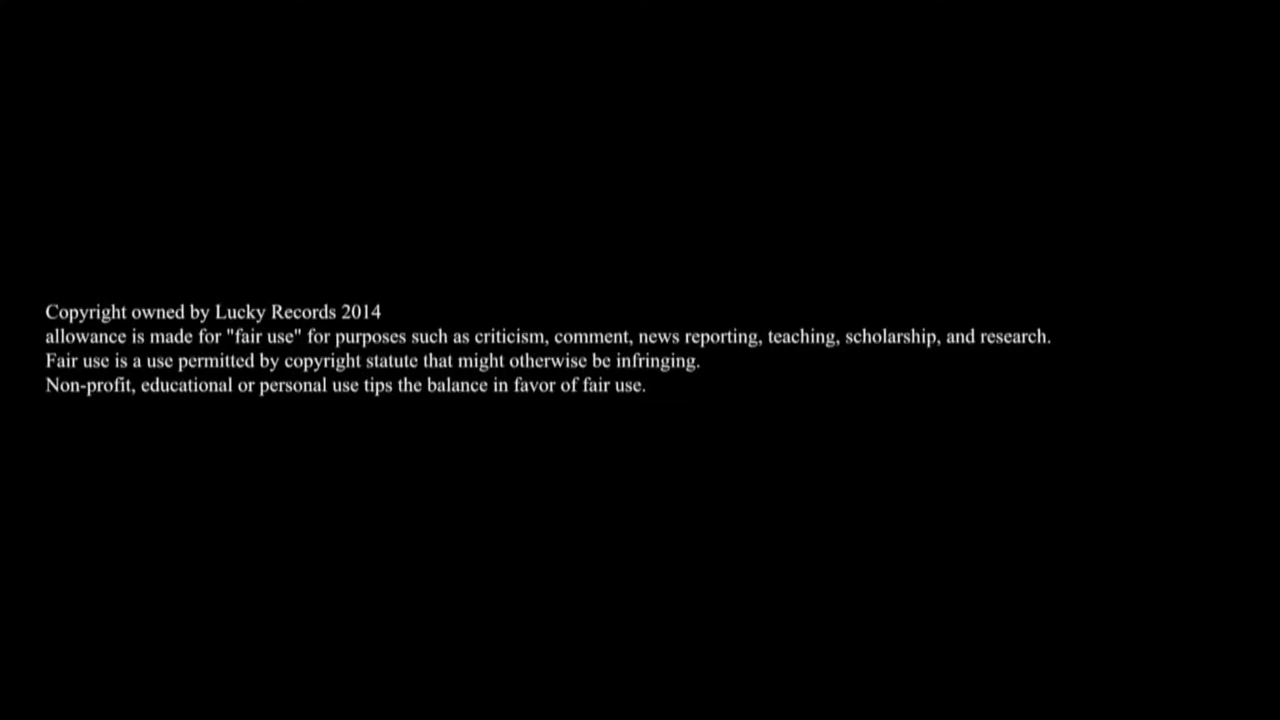 Copyright owned by Lucky Records 2014
allowance is made for "fair use" for purposes such as criticism, comment, news reporting, teaching, scholarship, and research.
Fair use is a use permitted by copyright statute that might otherwise be infringing.
Non-profit, educational or personal use tips the balance in favor of fair use.